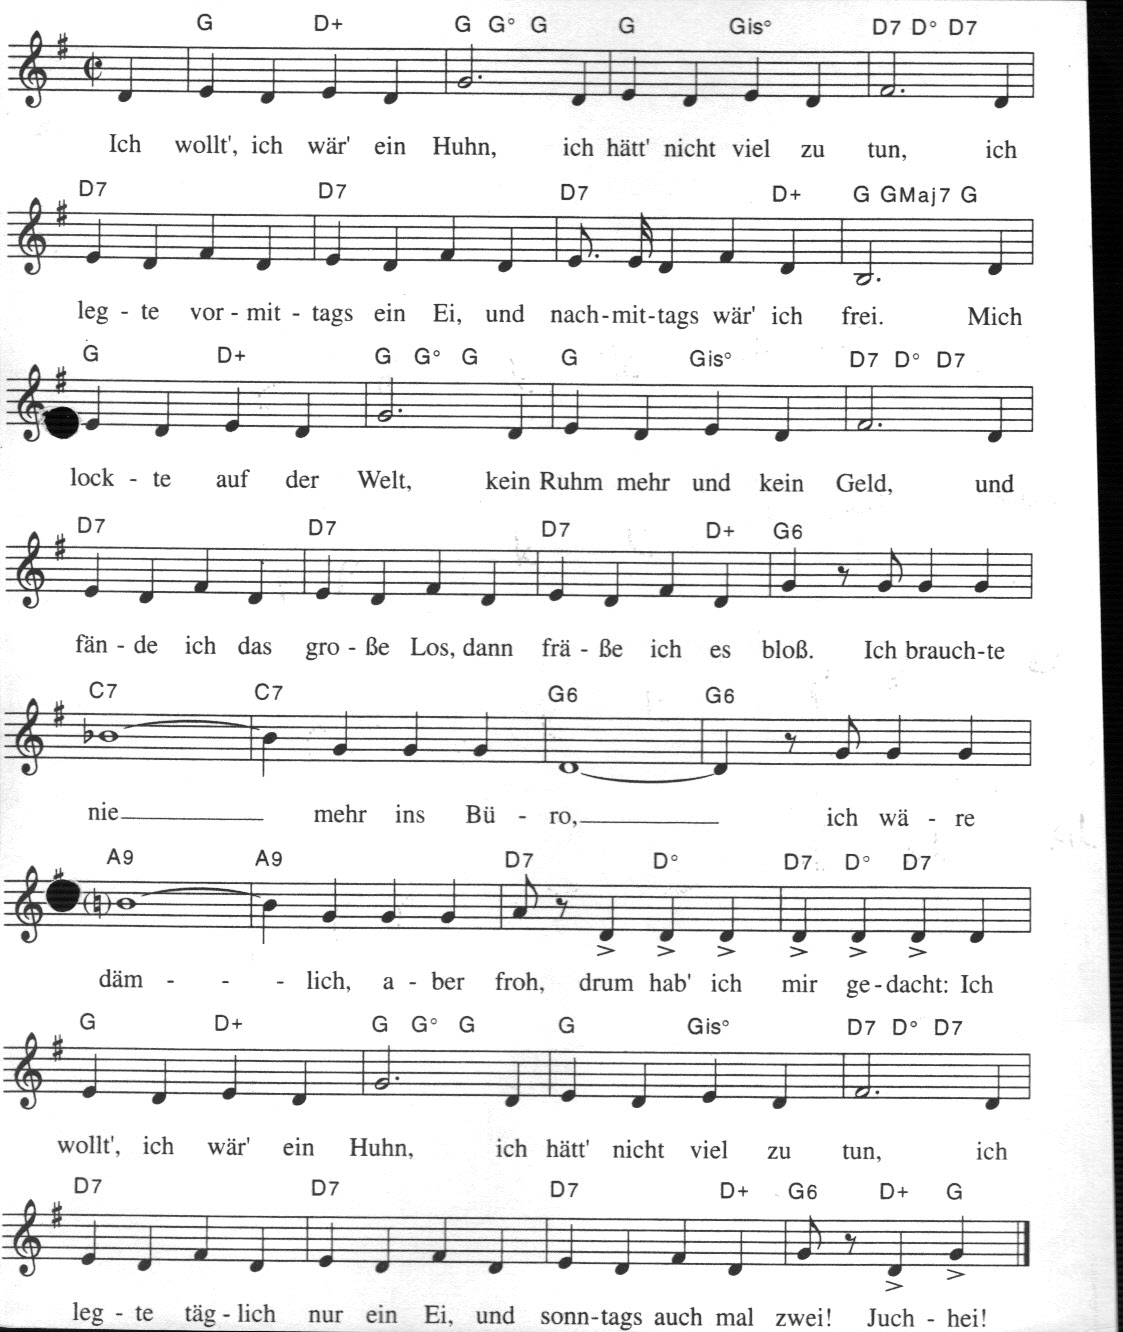 G D+ G G° G G Gis° D7 D° D7
Ich wollt', ich wär' ein Huhn, ich hätt' nicht viel zu tun, ich
D7 D7 D7 D+ G GMaj7 G
leg - te vor - mit - tags ein Ei, und nach-mit-tags wär' ich frei. Mich
G D+ G G° G G Gis° D7 D° D7
lock - te auf der Welt, kein Ruhm mehr und kein Geld, und
D7 D7 D7 D+ G6
fän - de ich das gro - ße Los, dann frä - ße ich es bloß. Ich brauch-te
C7 C7 G6 G6
nie mehr ins Bü - ro, ich wä - re
A9 A9 D7 D° D7 D° D7
däm - - - lich, a - ber froh, drum hab' ich mir ge-dacht: Ich
G D+ G G° G G Gis° D7 D° D7
wollt', ich wär' ein Huhn, ich hätt' nicht viel zu tun, ich
D7 D7 D7 D+ G6 D+ G
leg - te täg - lich nur ein Ei, und sonn-tags auch mal zwei! Juch - hei!